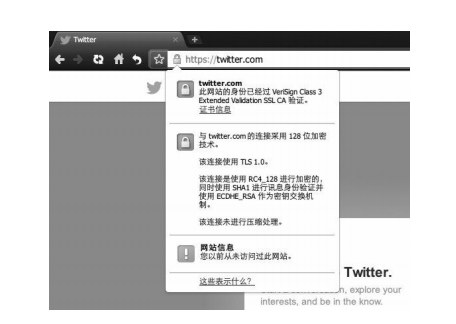 Twitter
https://twitter.com
twitter.com
此网站的身份已经过 VeriSign Class 3
Extended Validation SSL CA 验证。
证书信息
与 twitter.com 的连接采用 128 位加密
技术。
该连接使用 TLS 1.0。
该连接是使用 RC4_128 进行加密的,
同时使用 SHA1 进行讯息身份验证并
使用 ECDHE_RSA 作为密钥交换机
制。
该连接未进行压缩处理。
网站信息
您以前从未访问过此网站。
这些表示什么?
Twitter.
explore your
interests, and be in the know.